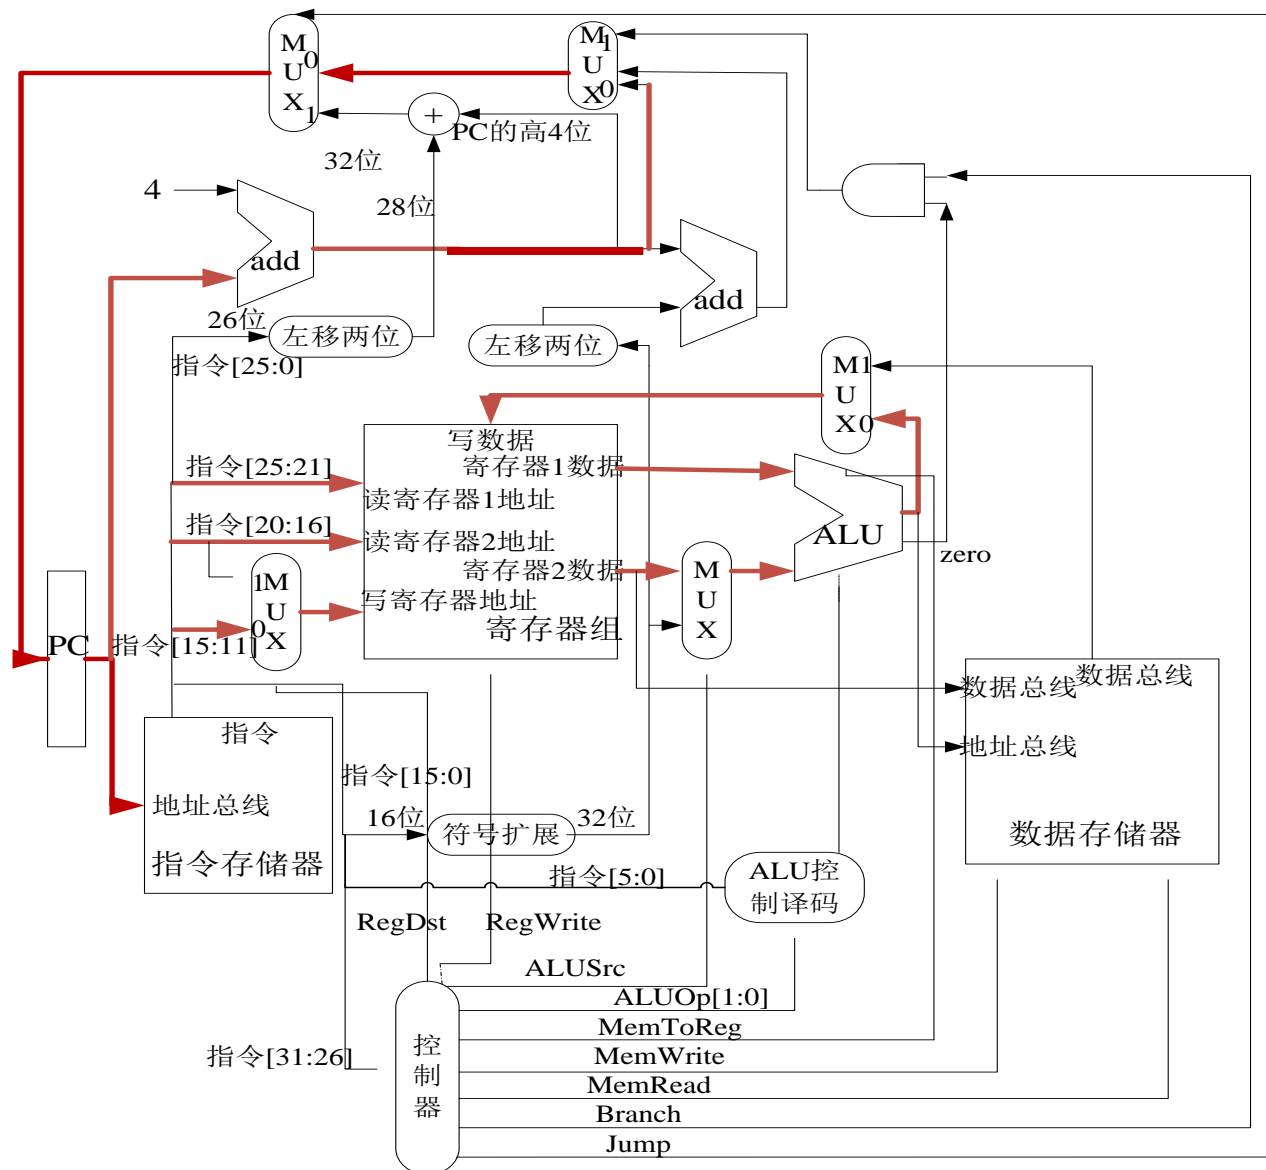 M
U
X
0
1
M
U
X
1
0
+
PC的高4位
32位
4
28位
add
add
26位
左移两位
左移两位
指令[25:0]
M
U
X
1
0
写数据
指令[25:21]
寄存器1数据
读寄存器1地址
指令[20:16]
读寄存器2地址
ALU
zero
寄存器2数据
1
M
U
X
0
M
U
X
写寄存器地址
寄存器组
PC
指令[15:11]
数据总线
数据总线
指令
地址总线
指令[15:0]
地址总线
16位
符号扩展
32位
数据存储器
指令存储器
指令[5:0]
ALU控
制译码
RegDst
RegWrite
ALUSrc
ALUOp[1:0]
MemToReg
控
制
器
指令[31:26]
MemWrite
MemRead
Branch
Jump